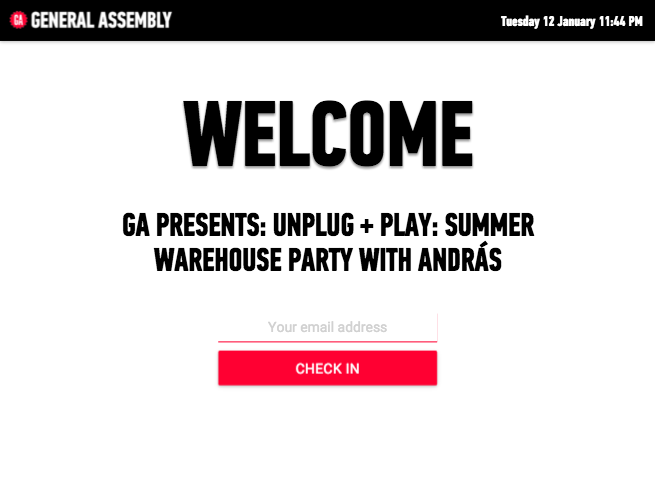 GA GENERAL ASSEMBLY
Tuesday 12 January 11:44 PM
WELCOME
GA PRESENTS: UNPLUG + PLAY: SUMMER
WAREHOUSE PARTY WITH ANDRÁS
Your email address
CHECK IN